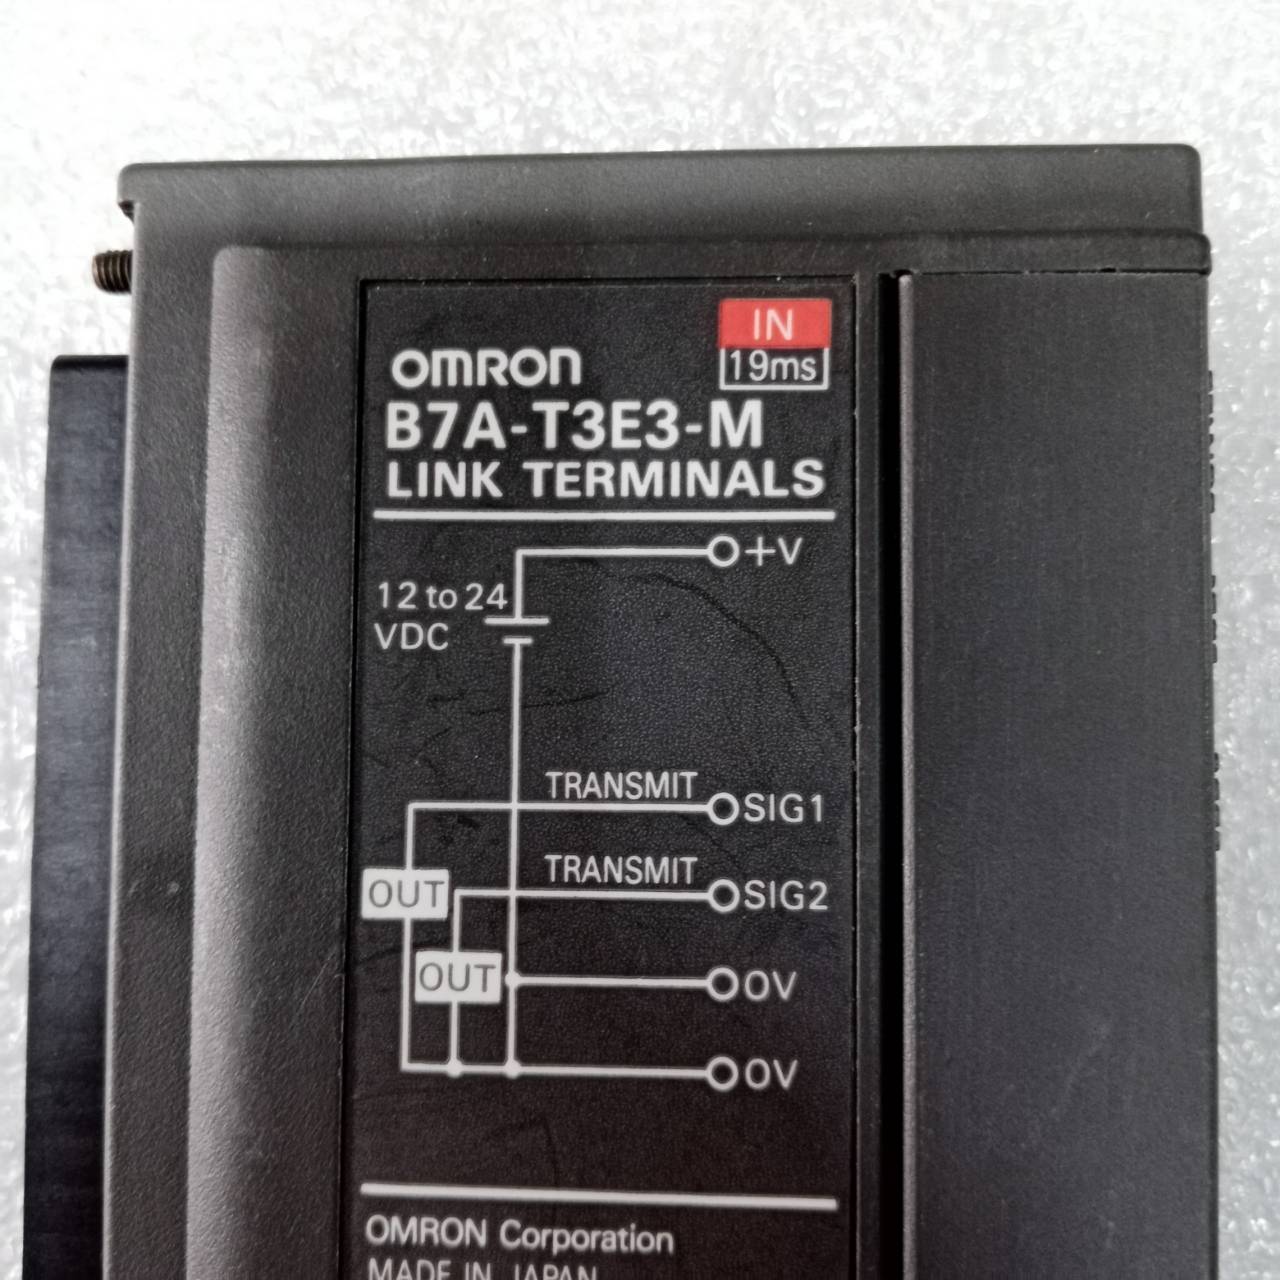 IN
19ms
OMRON
B7A-T3E3-M
LINK TERMINALS
+V
12 to 24
VDC
TRANSMIT
SIG1
TRANSMIT
OUT
SIG2
OUT
0V
0V
OMRON Corporation
MADE IN JAPAN